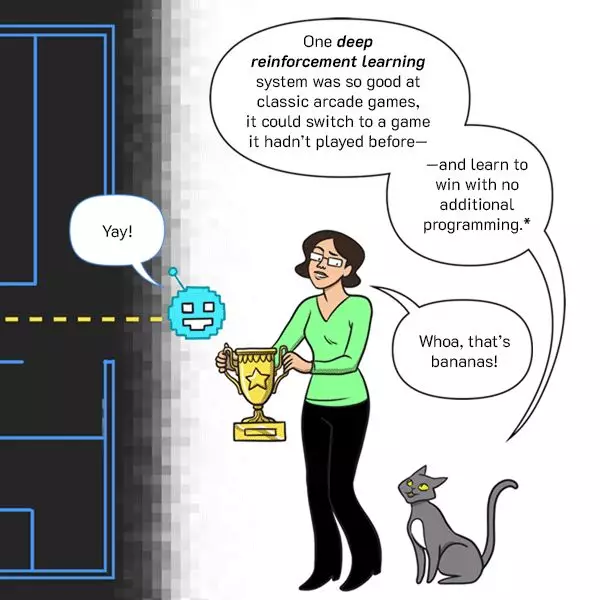 One deep
reinforcement learning
system was so good at
classic arcade games,
it could switch to a game
it hadn't played before—
—and learn to
win with no
additional
programming.*
Yay!
Whoa, that's
bananas!